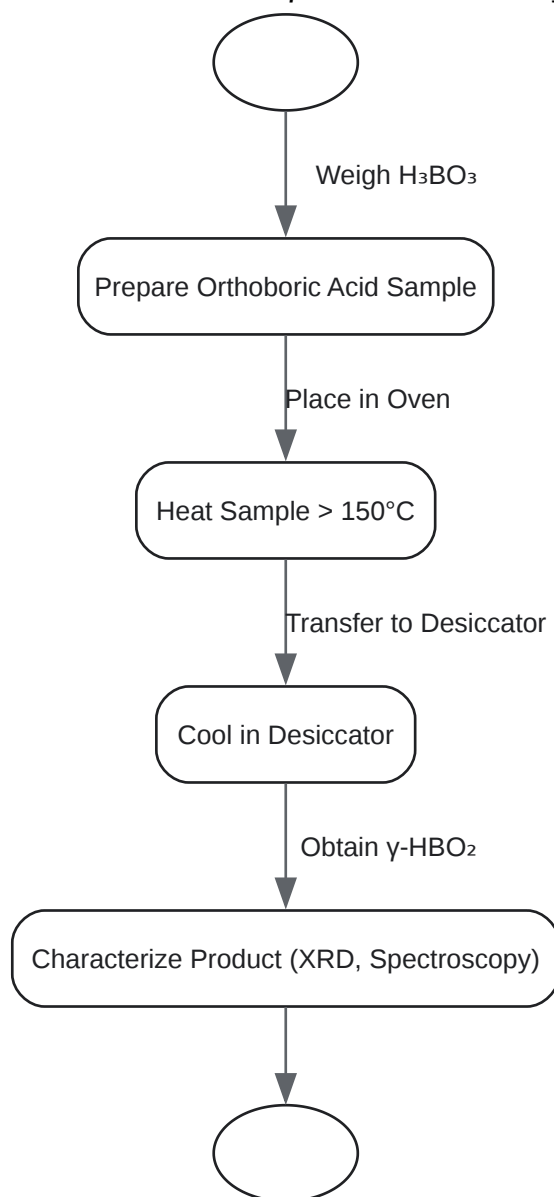 Weigh H₃BO₃
Prepare Orthoboric Acid Sample
Place in Oven
Heat Sample > 150°C
Transfer to Desiccator
Cool in Desiccator
Obtain γ-HBO₂
Characterize Product (XRD, Spectroscopy)